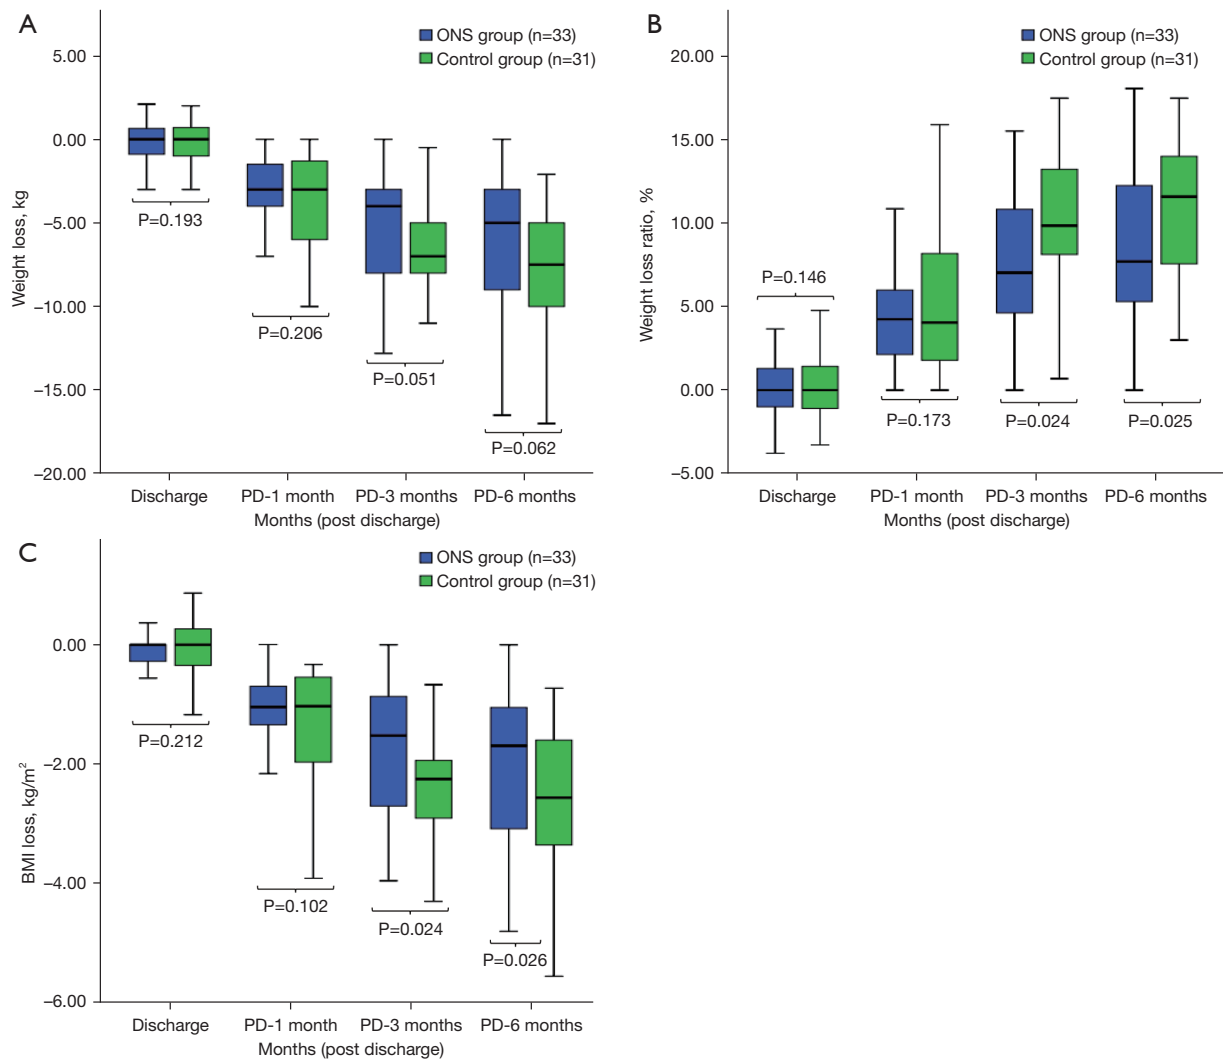 A
ONS group (n=33)
Control group (n=31)
5.00
0.00
−5.00
−10.00
−15.00
−20.00
Weight loss, kg
P=0.193
P=0.206
P=0.051
P=0.062
Discharge PD-1 month PD-3 months PD-6 months
Months (post discharge)
B
ONS group (n=33)
Control group (n=31)
20.00
15.00
10.00
5.00
0.00
−5.00
Weight loss ratio, %
P=0.146
P=0.173
P=0.024
P=0.025
Discharge PD-1 month PD-3 months PD-6 months
Months (post discharge)
C
ONS group (n=33)
Control group (n=31)
0.00
−2.00
−4.00
−6.00
BMI loss, kg/m²
P=0.212
P=0.102
P=0.024
P=0.026
Discharge PD-1 month PD-3 months PD-6 months
Months (post discharge)